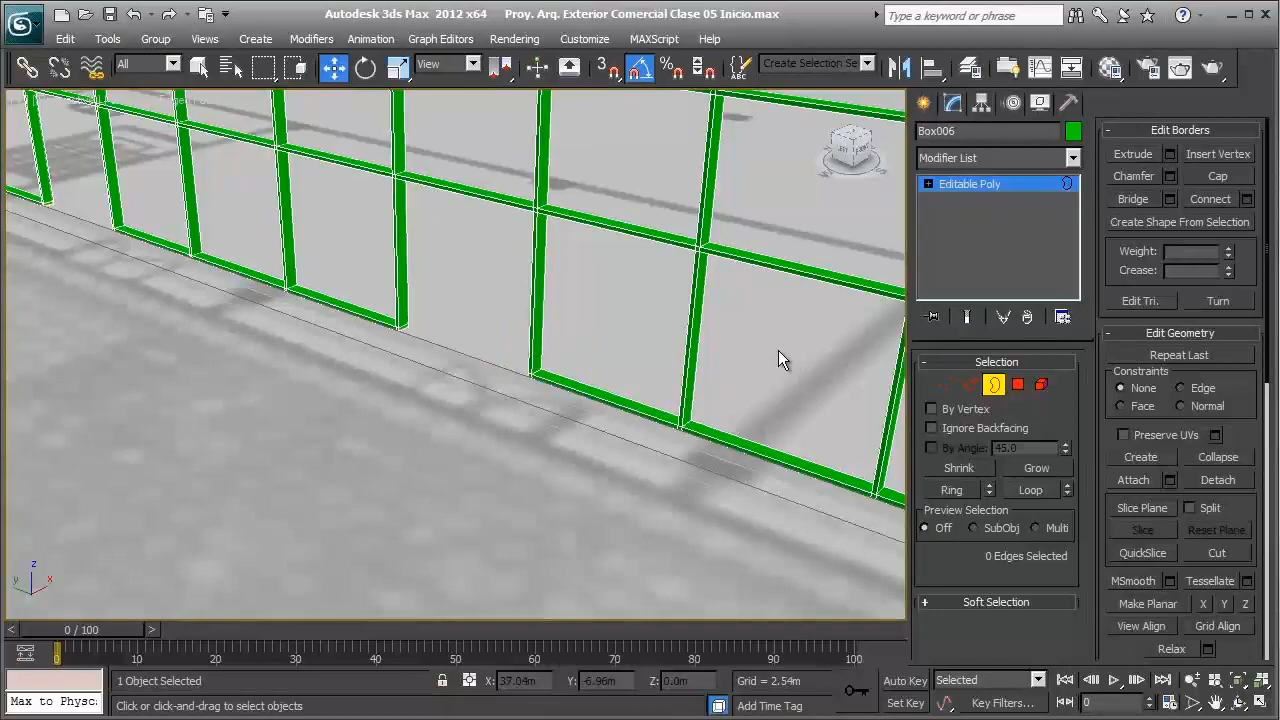 Autodesk 3ds Max 2012 x64 Proy. Arq. Exterior Comercial Clase 05 Inicio.max
Type a keyword or phrase
Edit Tools Group Views Create Modifiers Animation Graph Editors Rendering Customize MAXScript Help
All
View
3
Create Selection Se
Box006
Modifier List
Editable Poly
Selection
By Vertex
Ignore Backfacing
By Angle: 45.0
Shrink Grow
Ring Loop
Preview Selection
Off SubObj Multi
0 Edges Selected
Soft Selection
Edit Borders
Extrude Insert Vertex
Chamfer Cap
Bridge Connect
Create Shape From Selection
Weight:
Crease:
Edit Tri. Turn
Edit Geometry
Repeat Last
Constraints
None Edge
Face Normal
Preserve UVs
Create Collapse
Attach Detach
Slice Plane Split
Slice Reset Plane
QuickSlice Cut
MSmooth Tessellate
Make Planar X Y Z
View Align Grid Align
Relax
z
y x
0 / 100
0 10 20 30 40 50 60 70 80 90 100
1 Object Selected X: 37.04m Y: -6.96m Z: 0.0m Grid = 2.54m Auto Key Selected
Max to Physc: Click or click-and-drag to select objects Add Time Tag Set Key Key Filters... 0